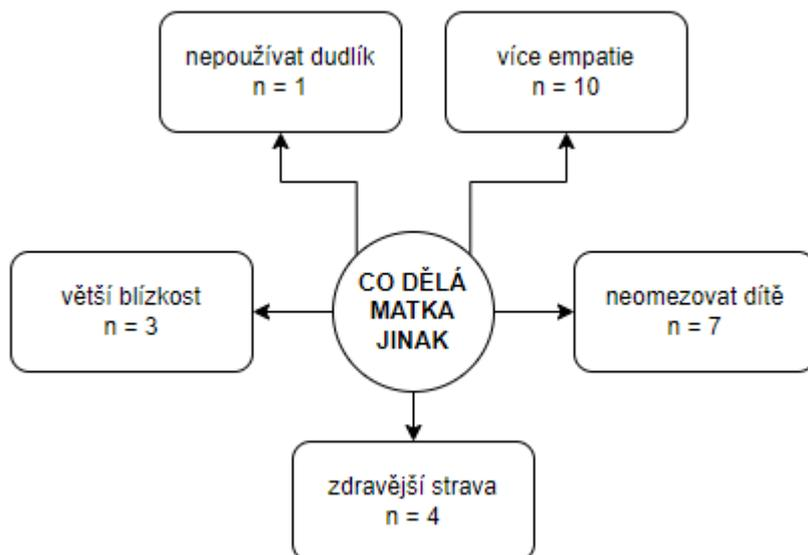 nepoužívat dudlík
n = 1
více empatie
n = 10
větší blízkost
n = 3
CO DĚLÁ
MATKA
JINAK
neomezovat dítě
n = 7
zdravější strava
n = 4